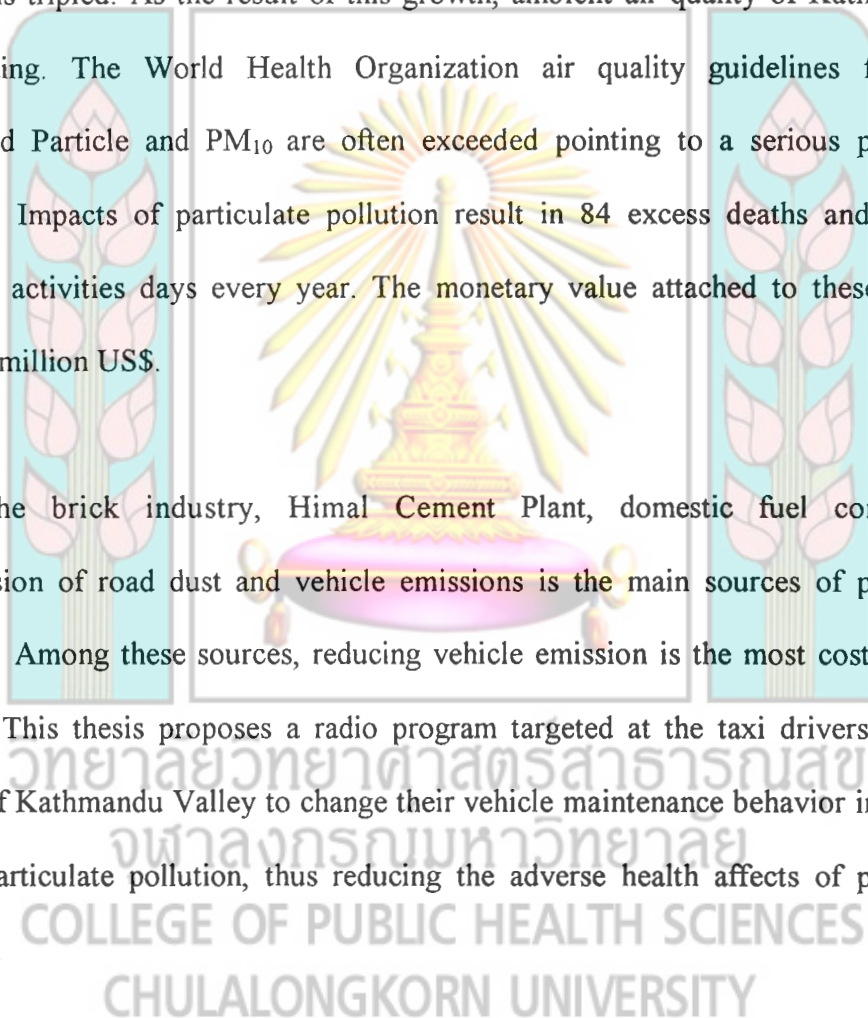 tripled. As the result of this growth, ambient air quality of
ing. The World Health Organization air quality guidelines
d Particle and PM₁₀ are often exceeded pointing to a serious p
Impacts of particulate pollution result in 84 excess deaths and
activities days every year. The monetary value attached to these
million US$.
he brick industry, Himal Cement Plant, domestic fuel co
sion of road dust and vehicle emissions is the main sources of p
Among these sources, reducing vehicle emission is the most cost
This thesis proposes a radio program targeted at the taxi drivers
วิทยาลัยวิทยาศาสตร์สาธารณสุข
f Kathmandu Valley to change their vehicle maintenance behavior in
จุฬาลงกรณมหาวิทยาลัย
articulate pollution, thus reducing the adverse health affects of p
COLLEGE OF PUBLIC HEALTH SCIENCES
CHULALONGKORN UNIVERSITY